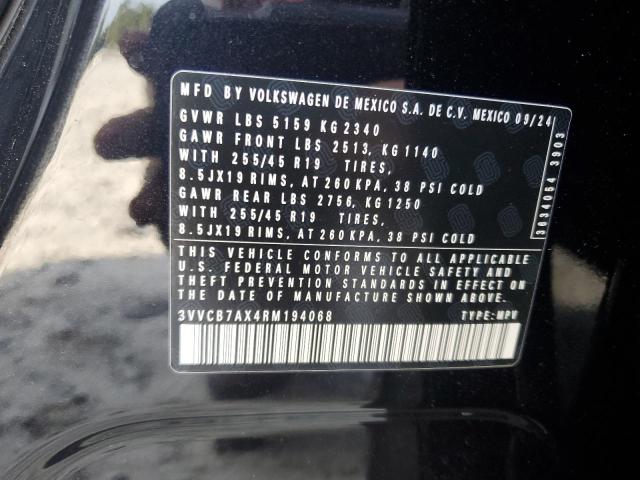 MFD BY VOLKSWAGEN DE MEXICO S.A. DE C.V. MEXICO 09/24
GVWR LBS 5159 KG 2340
GAWR FRONT LBS 2513, KG 1140
WITH 255/45 R19 TIRES,
8.5JX19 RIMS, AT 260 KPA, 38 PSI COLD
GAWR REAR LBS 2756, KG 1250
WITH 255/45 R19 TIRES,
8.5JX19 RIMS, AT 260 KPA, 38 PSI COLD
THIS VEHICLE CONFORMS TO ALL APPLICABLE
U.S. FEDERAL MOTOR VEHICLE SAFETY AND
THEFT PREVENTION STANDARDS IN EFFECT ON
THE DATE OF MANUFACTURE SHOWN ABOVE.
3VVCB7AX4RM194068 TYPE: MPV
3634054 3903